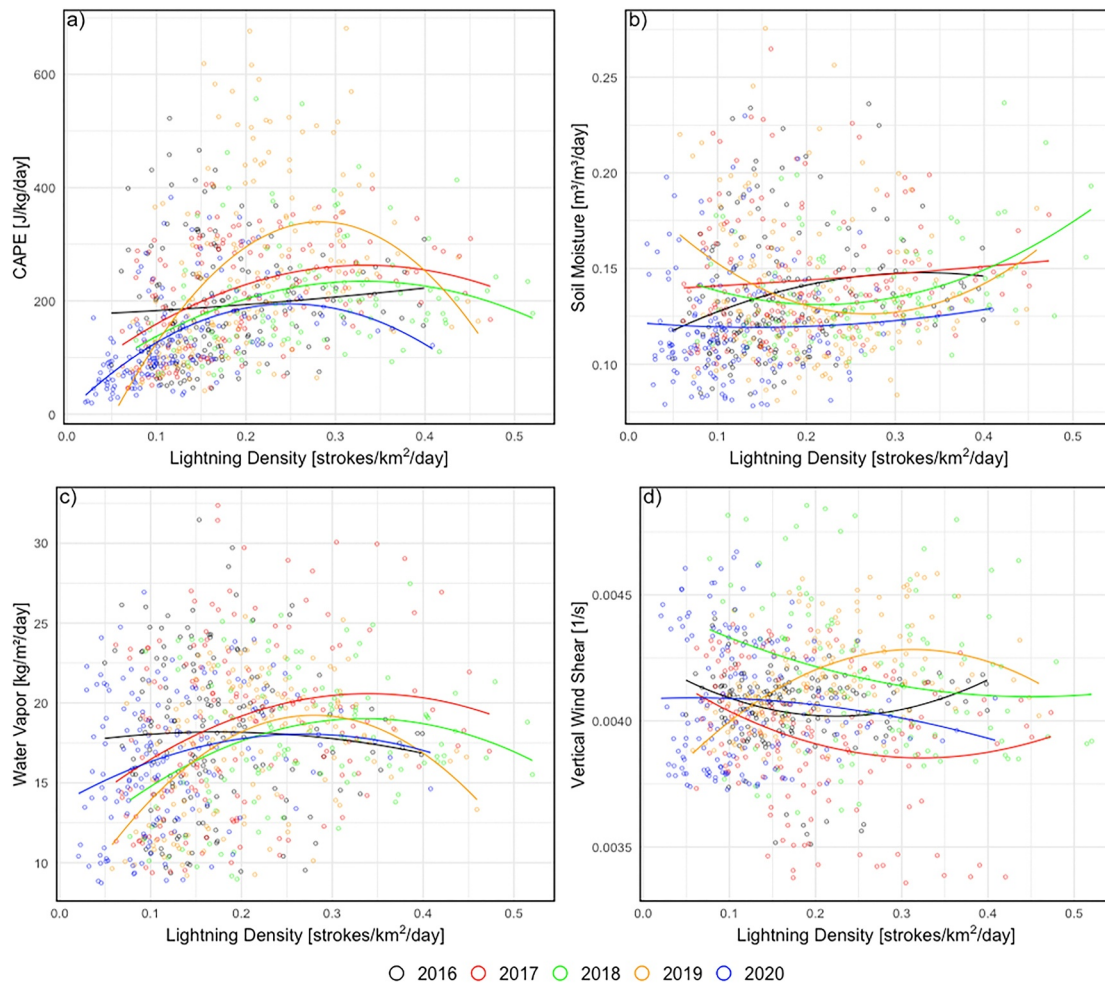 a)
600
400
200
0
CAPE [J/kg/day]
0.0 0.1 0.2 0.3 0.4 0.5
Lightning Density [strokes/km²/day]
b)
0.25
0.20
0.15
0.10
Soil Moisture [m³/m³/day]
0.0 0.1 0.2 0.3 0.4 0.5
Lightning Density [strokes/km²/day]
c)
30
25
20
15
10
Water Vapor [kg/m²/day]
0.0 0.1 0.2 0.3 0.4 0.5
Lightning Density [strokes/km²/day]
d)
0.0045
0.0040
0.0035
Vertical Wind Shear [1/s]
0.0 0.1 0.2 0.3 0.4 0.5
Lightning Density [strokes/km²/day]
2016 2017 2018 2019 2020